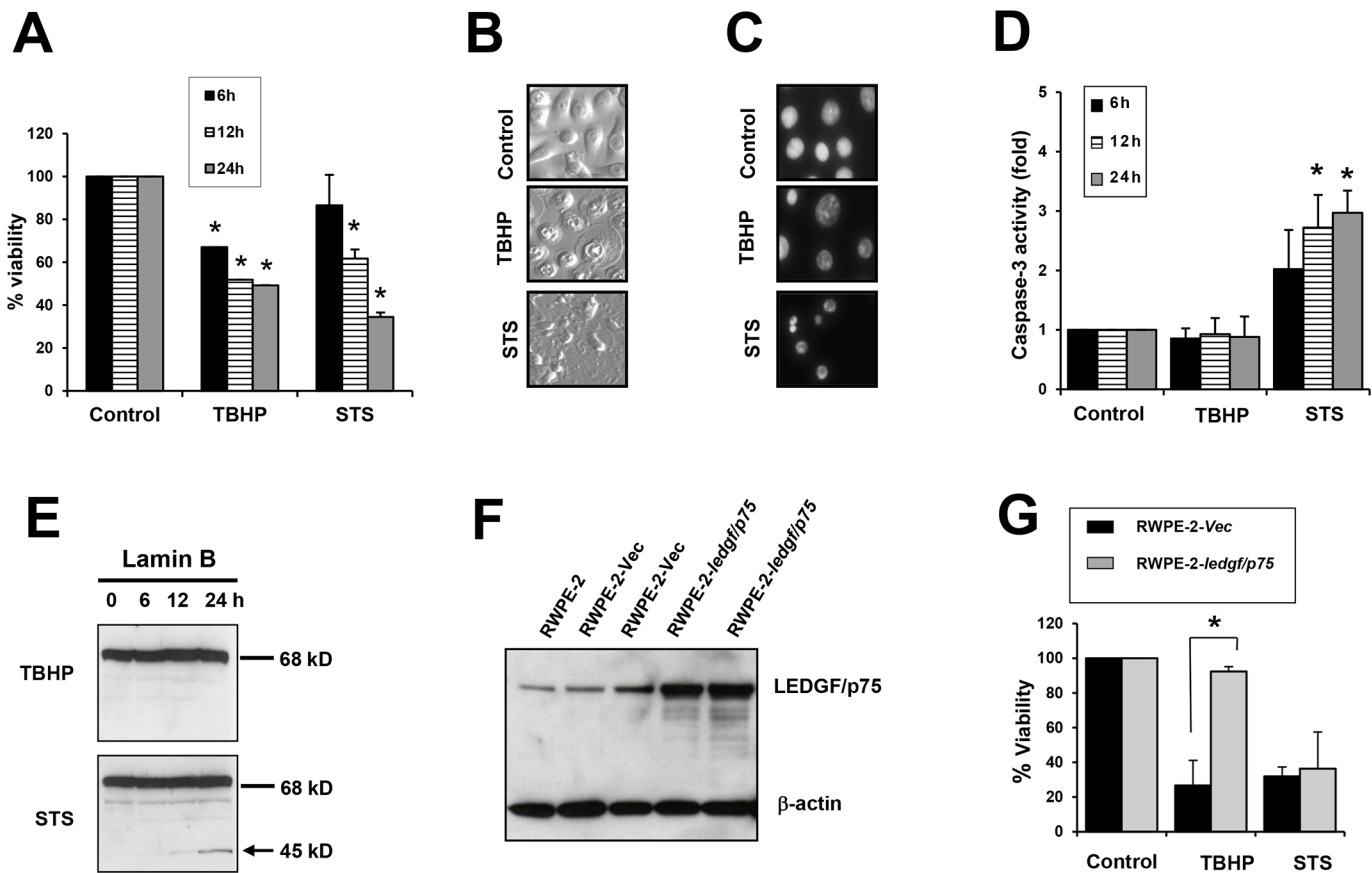 A
6h
12h
24h
120
100
80
60
40
20
0
% viability
*
*
*
*
*
Control
TBHP
STS
B
Control
TBHP
STS
C
Control
TBHP
STS
D
6h
12h
24h
5
4
3
2
1
0
Caspase-3 activity (fold)
*
*
Control
TBHP
STS
E
Lamin B
0 6 12 24 h
TBHP
68 kD
STS
68 kD
45 kD
F
RWPE-2
RWPE-2-Vec
RWPE-2-Vec
RWPE-2-ledgf/p75
RWPE-2-ledgf/p75
LEDGF/p75
β-actin
G
RWPE-2-Vec
RWPE-2-ledgf/p75
120
100
80
60
40
20
0
% Viability
*
Control
TBHP
STS